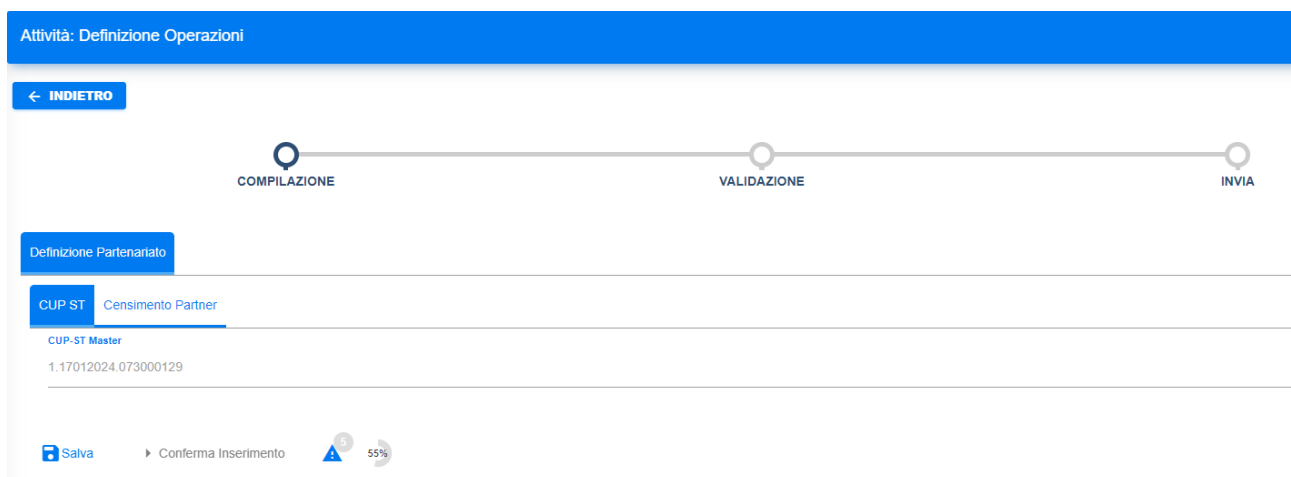 Attività: Definizione Operazioni
INDIETRO
COMPILAZIONE VALIDAZIONE INVIA
Definizione Partenariato
CUP ST Censimento Partner
CUP-ST Master
1.17012024.073000129
Salva Conferma Inserimento 5 55%